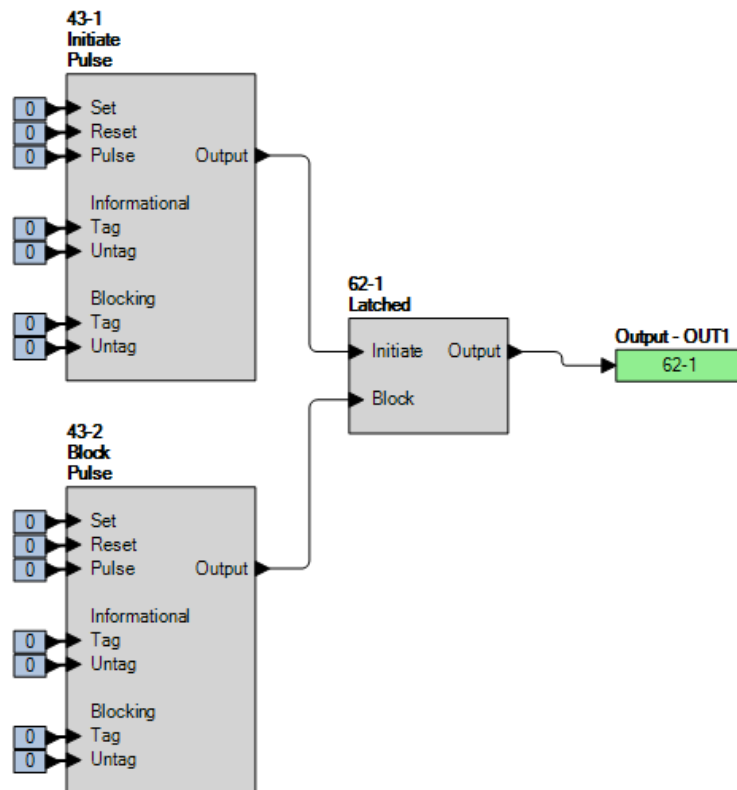 43-1
Initiate
Pulse
0 Set
0 Reset
0 Pulse Output
Informational
0 Tag
0 Untag
Blocking
0 Tag
0 Untag
62-1
Latched
Initiate Output
Block
Output - OUT1
62-1
43-2
Block
Pulse
0 Set
0 Reset
0 Pulse Output
Informational
0 Tag
0 Untag
Blocking
0 Tag
0 Untag